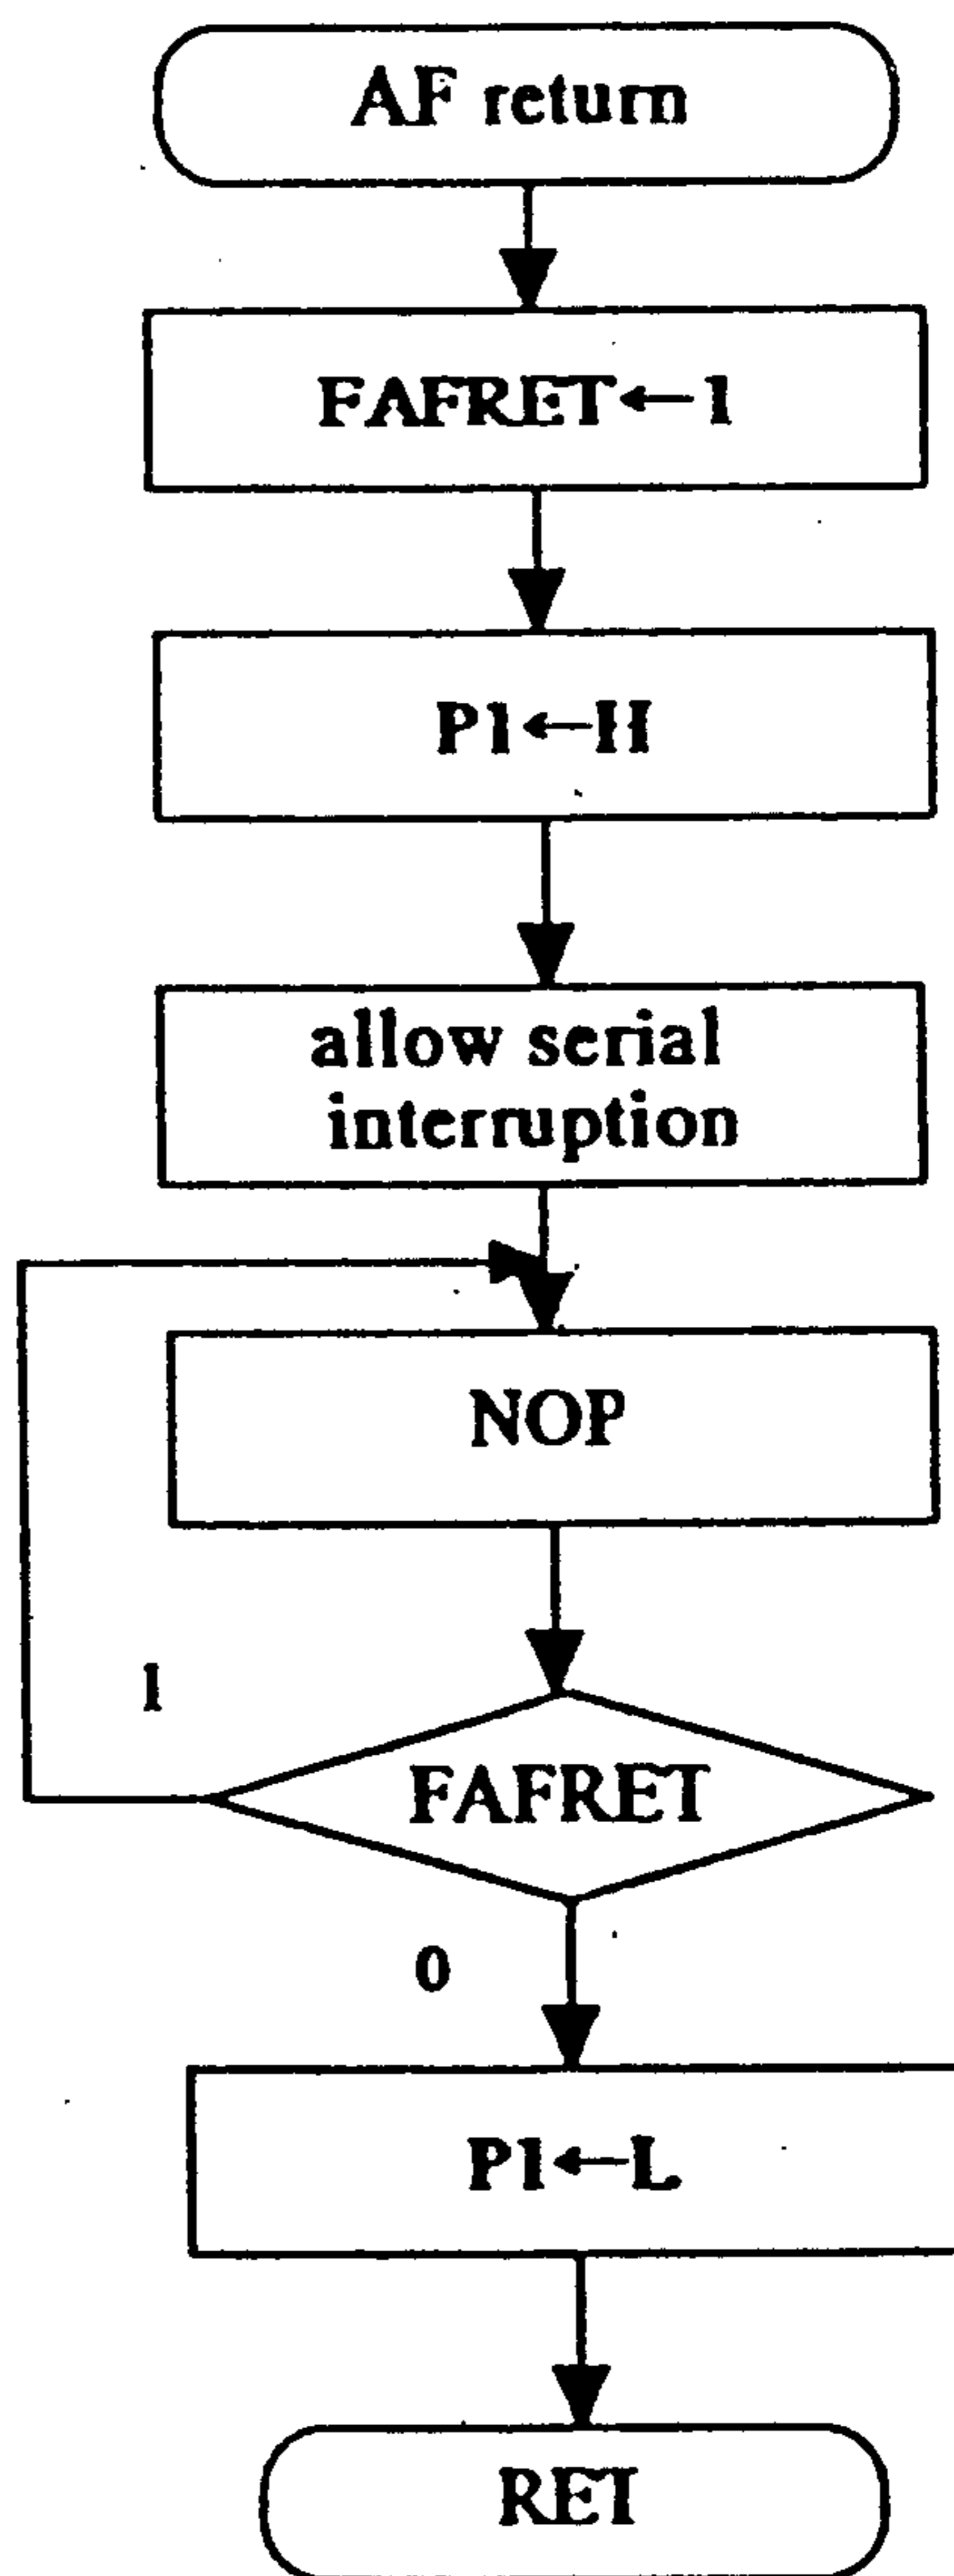 AF return
FAFRET←1
P1←H
allow serial
interruption
NOP
1
FAFRET
0
P1←L
RET